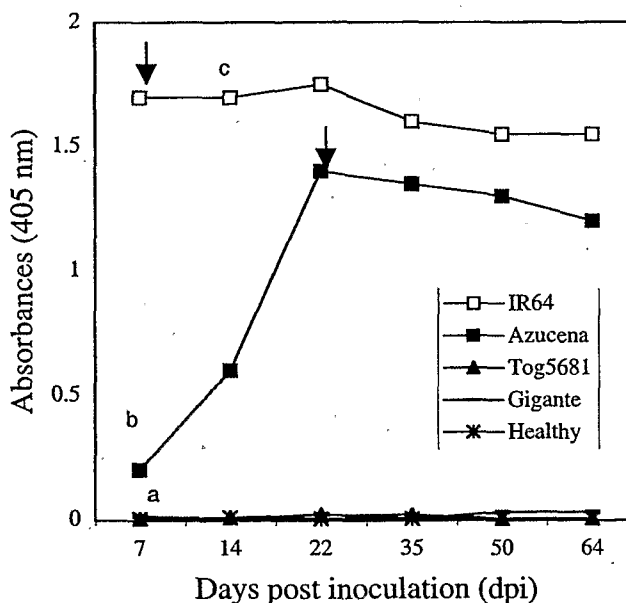 2
c
1.5
1
IR64
Azucena
Tog5681
Gigante
Healthy
0.5
b
a
0
7 14 22 35 50 64
Days post inoculation (dpi)
Absorbances (405 nm)